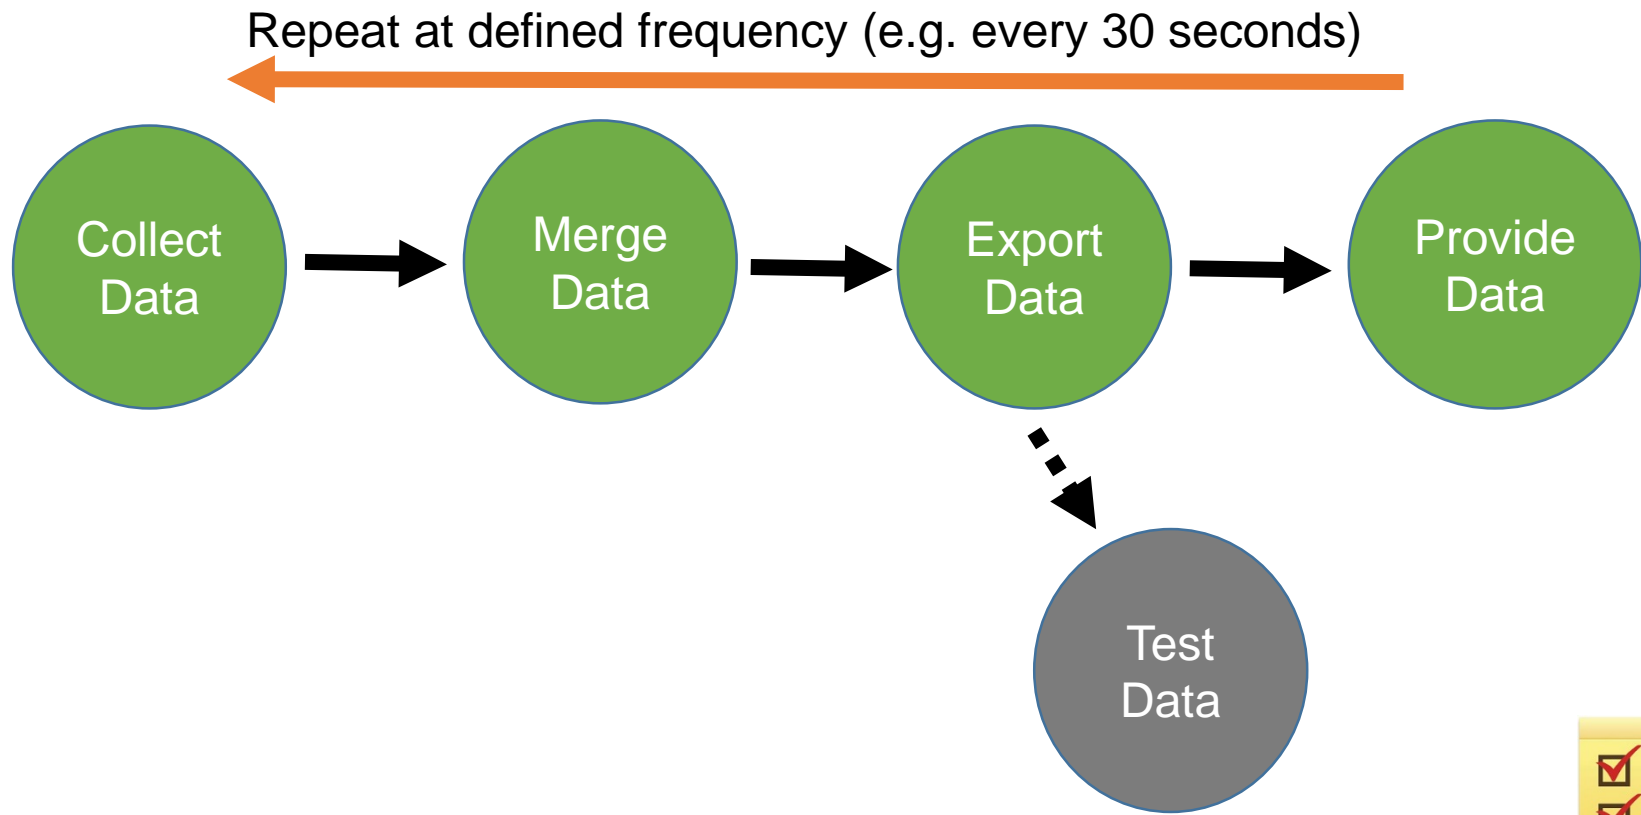 Repeat at defined frequency (e.g. every 30 seconds)
Collect
Data
Merge
Data
Export
Data
Provide
Data
Test
Data